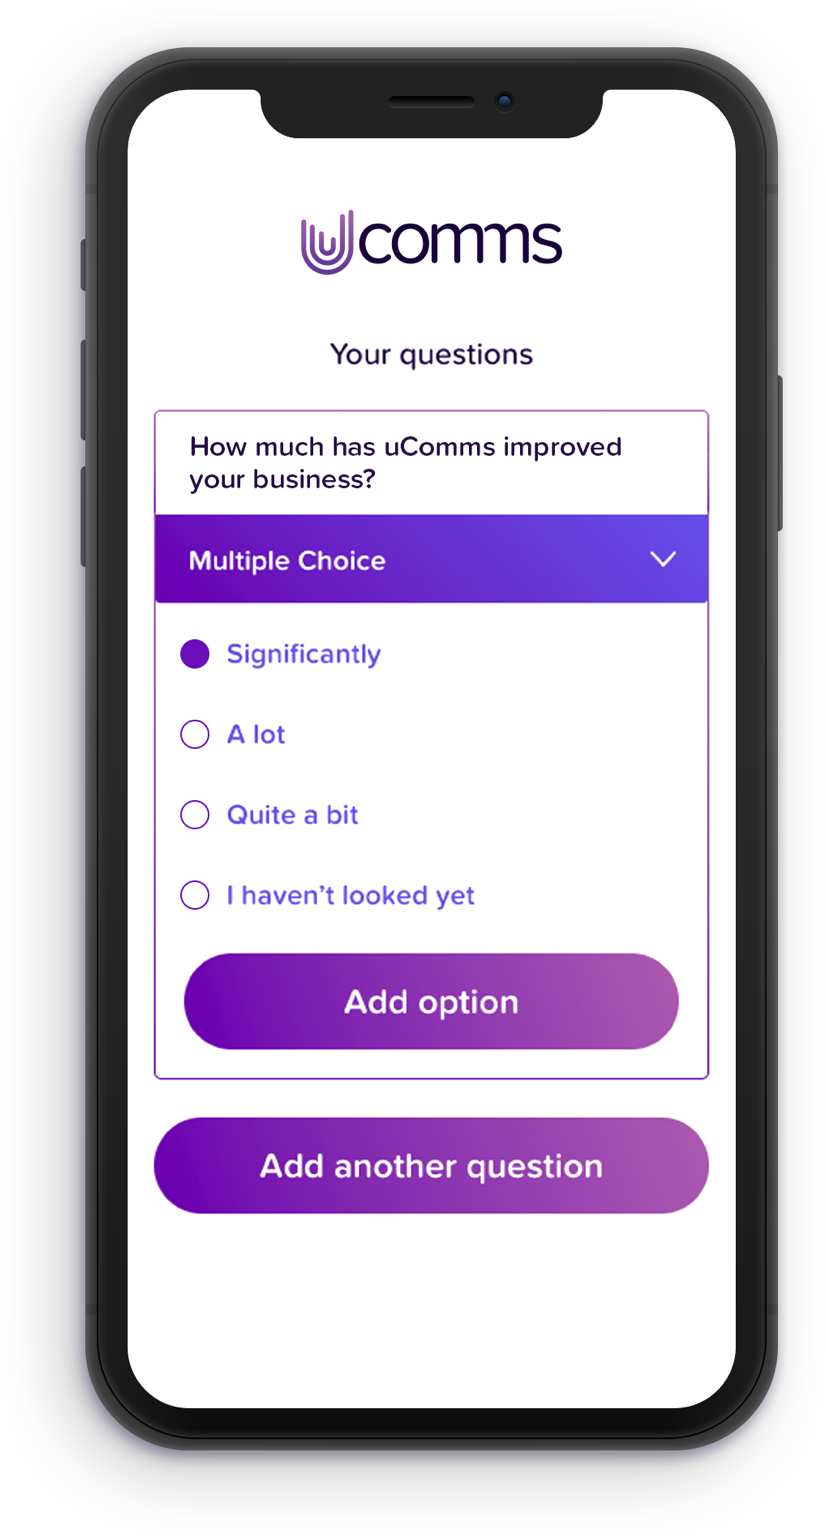 ucomms
Your questions
How much has uComms improved
your business?
Multiple Choice
Significantly
A lot
Quite a bit
I haven’t looked yet
Add option
Add another question